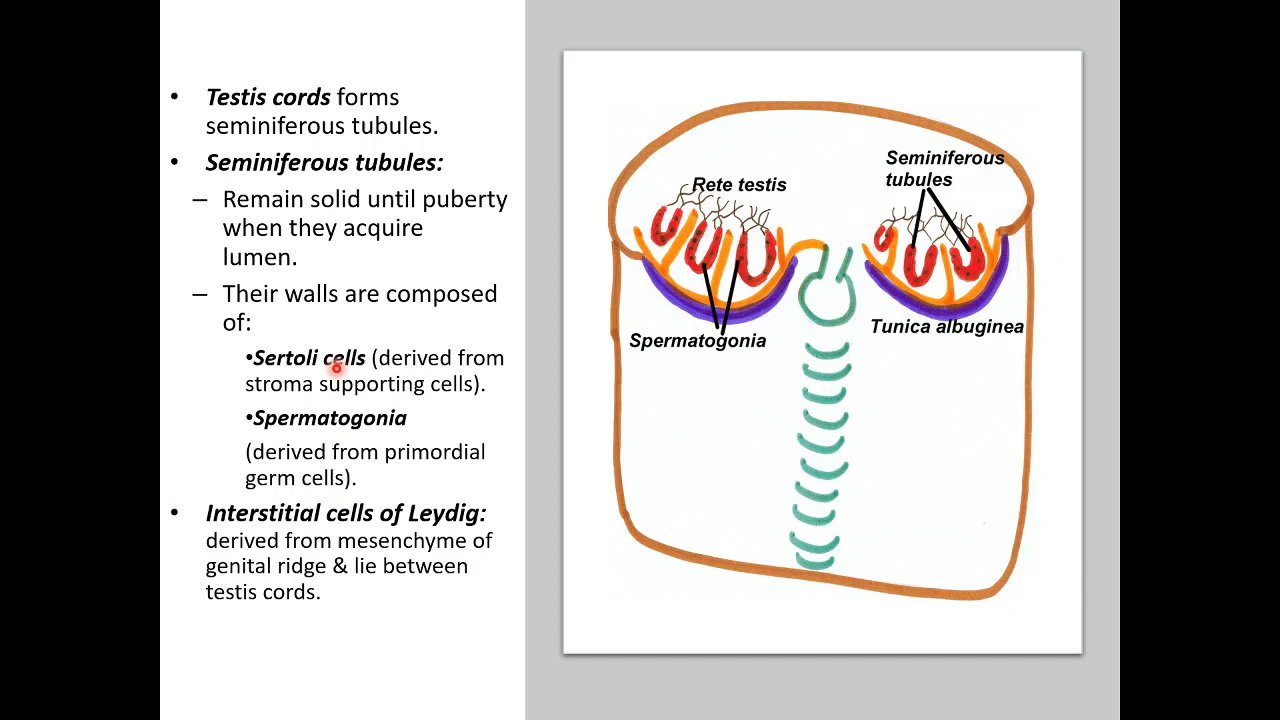 • Testis cords forms
seminiferous tubules.
• Seminiferous tubules:
– Remain solid until puberty
when they acquire
lumen.
– Their walls are composed
of:
•Sertoli cells (derived from
stroma supporting cells).
•Spermatogonia
(derived from primordial
germ cells).
• Interstitial cells of Leydig:
derived from mesenchyme of
genital ridge & lie between
testis cords.
Rete testis
Seminiferous
tubules
Spermatogonia
Tunica albuginea